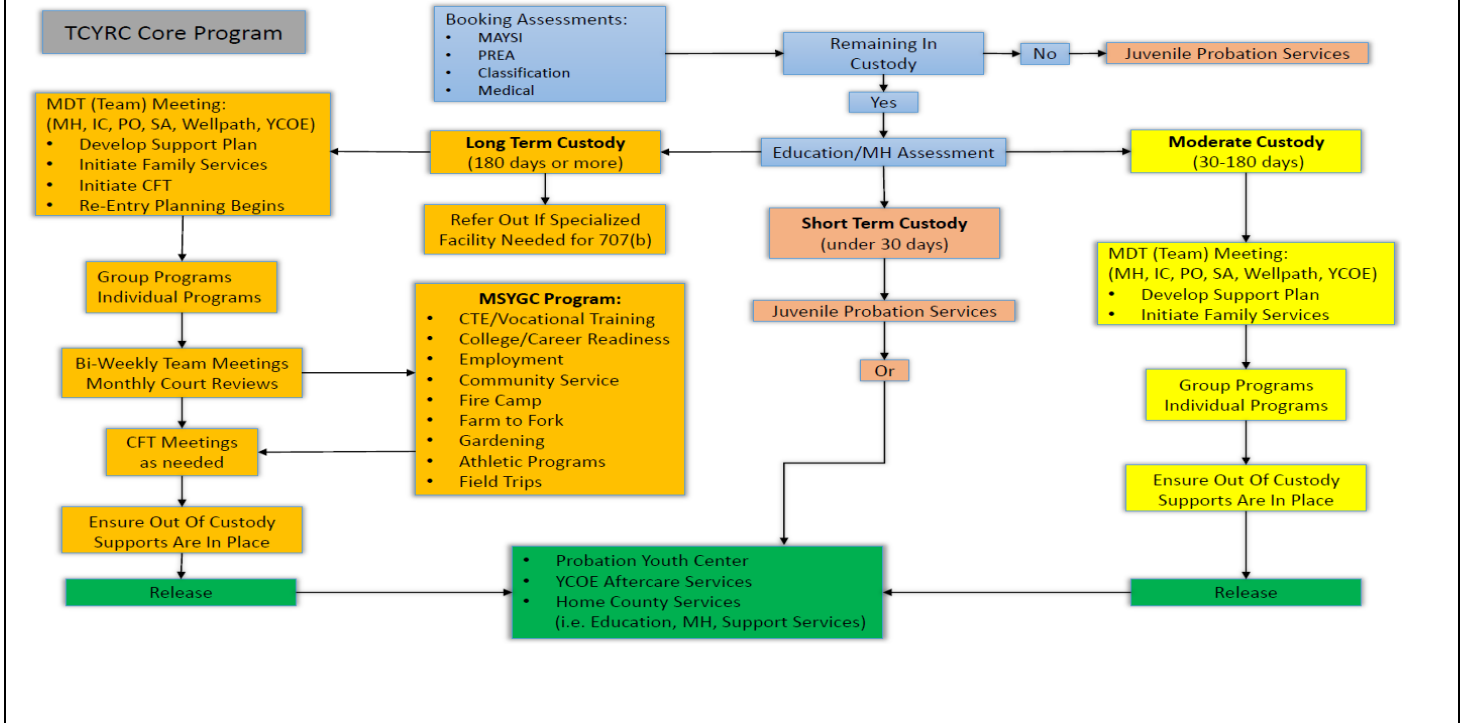 TCYRC Core Program
Booking Assessments:
• MAYSI
• PREA
• Classification
• Medical
Remaining In
Custody
No
Juvenile Probation Services
Yes
Education/MH Assessment
Long Term Custody
(180 days or more)
MDT (Team) Meeting:
(MH, IC, PO, SA, Wellpath, YCOE)
• Develop Support Plan
• Initiate Family Services
• Initiate CFT
• Re-Entry Planning Begins
Refer Out If Specialized
Facility Needed for 707(b)
Group Programs
Individual Programs
Bi-Weekly Team Meetings
Monthly Court Reviews
MSYGC Program:
• CTE/Vocational Training
• College/Career Readiness
• Employment
• Community Service
• Fire Camp
• Farm to Fork
• Gardening
• Athletic Programs
• Field Trips
CFT Meetings
as needed
Ensure Out Of Custody
Supports Are In Place
Release
Short Term Custody
(under 30 days)
Juvenile Probation Services
Or
Moderate Custody
(30-180 days)
MDT (Team) Meeting:
(MH, IC, PO, SA, Wellpath, YCOE)
• Develop Support Plan
• Initiate Family Services
Group Programs
Individual Programs
Ensure Out Of Custody
Supports Are In Place
Release
• Probation Youth Center
• YCOE Aftercare Services
• Home County Services
(i.e. Education, MH, Support Services)